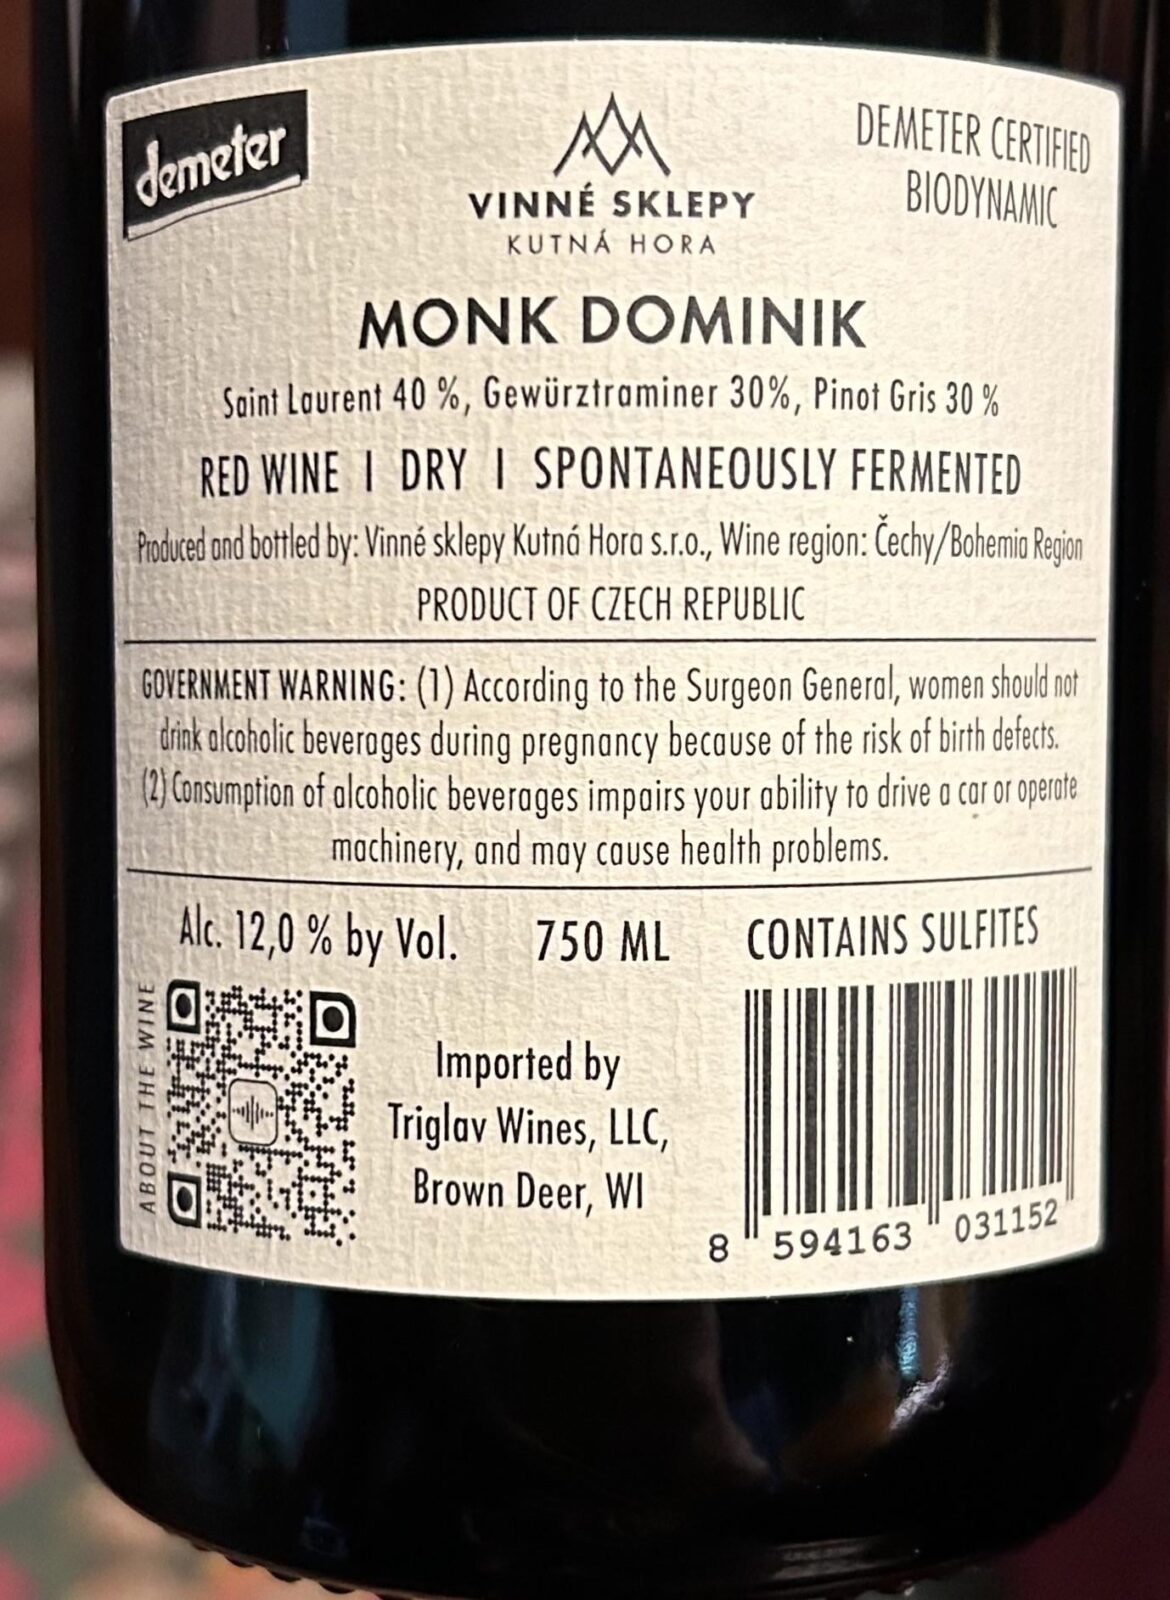 demeter
VINNÉ SKLEPY
KUTNÁ HORA
DEMETER CERTIFIED
BIODYNAMIC
MONK DOMINIK
Saint Laurent 40 %, Gewürztraminer 30%, Pinot Gris 30 %
RED WINE I DRY I SPONTANEOUSLY FERMENTED
Produced and bottled by: Vinné sklepy Kutná Hora s.r.o., Wine region: Čechy/Bohemia Region
PRODUCT OF CZECH REPUBLIC
GOVERNMENT WARNING: (1) According to the Surgeon General, women should not
drink alcoholic beverages during pregnancy because of the risk of birth defects.
(2) Consumption of alcoholic beverages impairs your ability to drive a car or operate
machinery, and may cause health problems.
Alc. 12,0 % by Vol. 750 ML CONTAINS SULFITES
ABOUT THE WINE
Imported by
Triglav Wines, LLC,
Brown Deer, WI
8 594163 031152